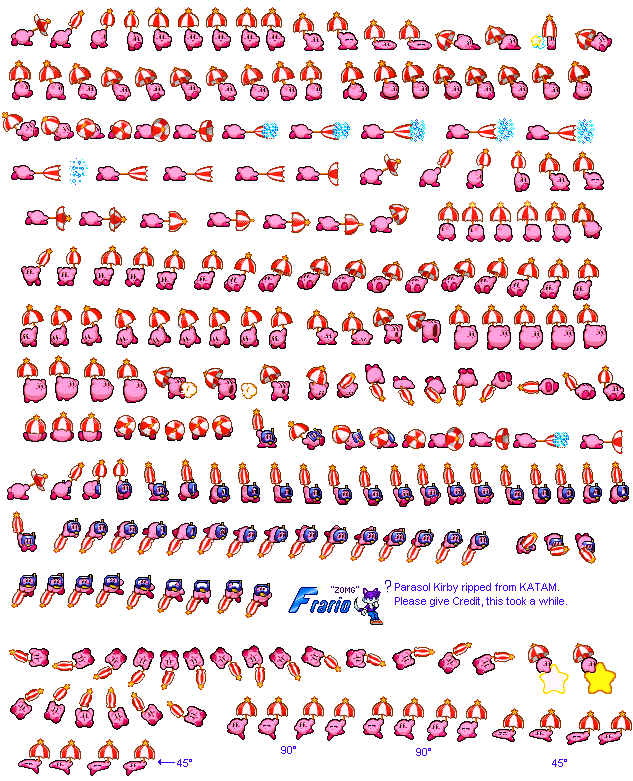 "ZOMG"
Frario
? Parasol Kirby ripped from KATAM.
Please give Credit, this took a while.
90°
90°
←45°
45°